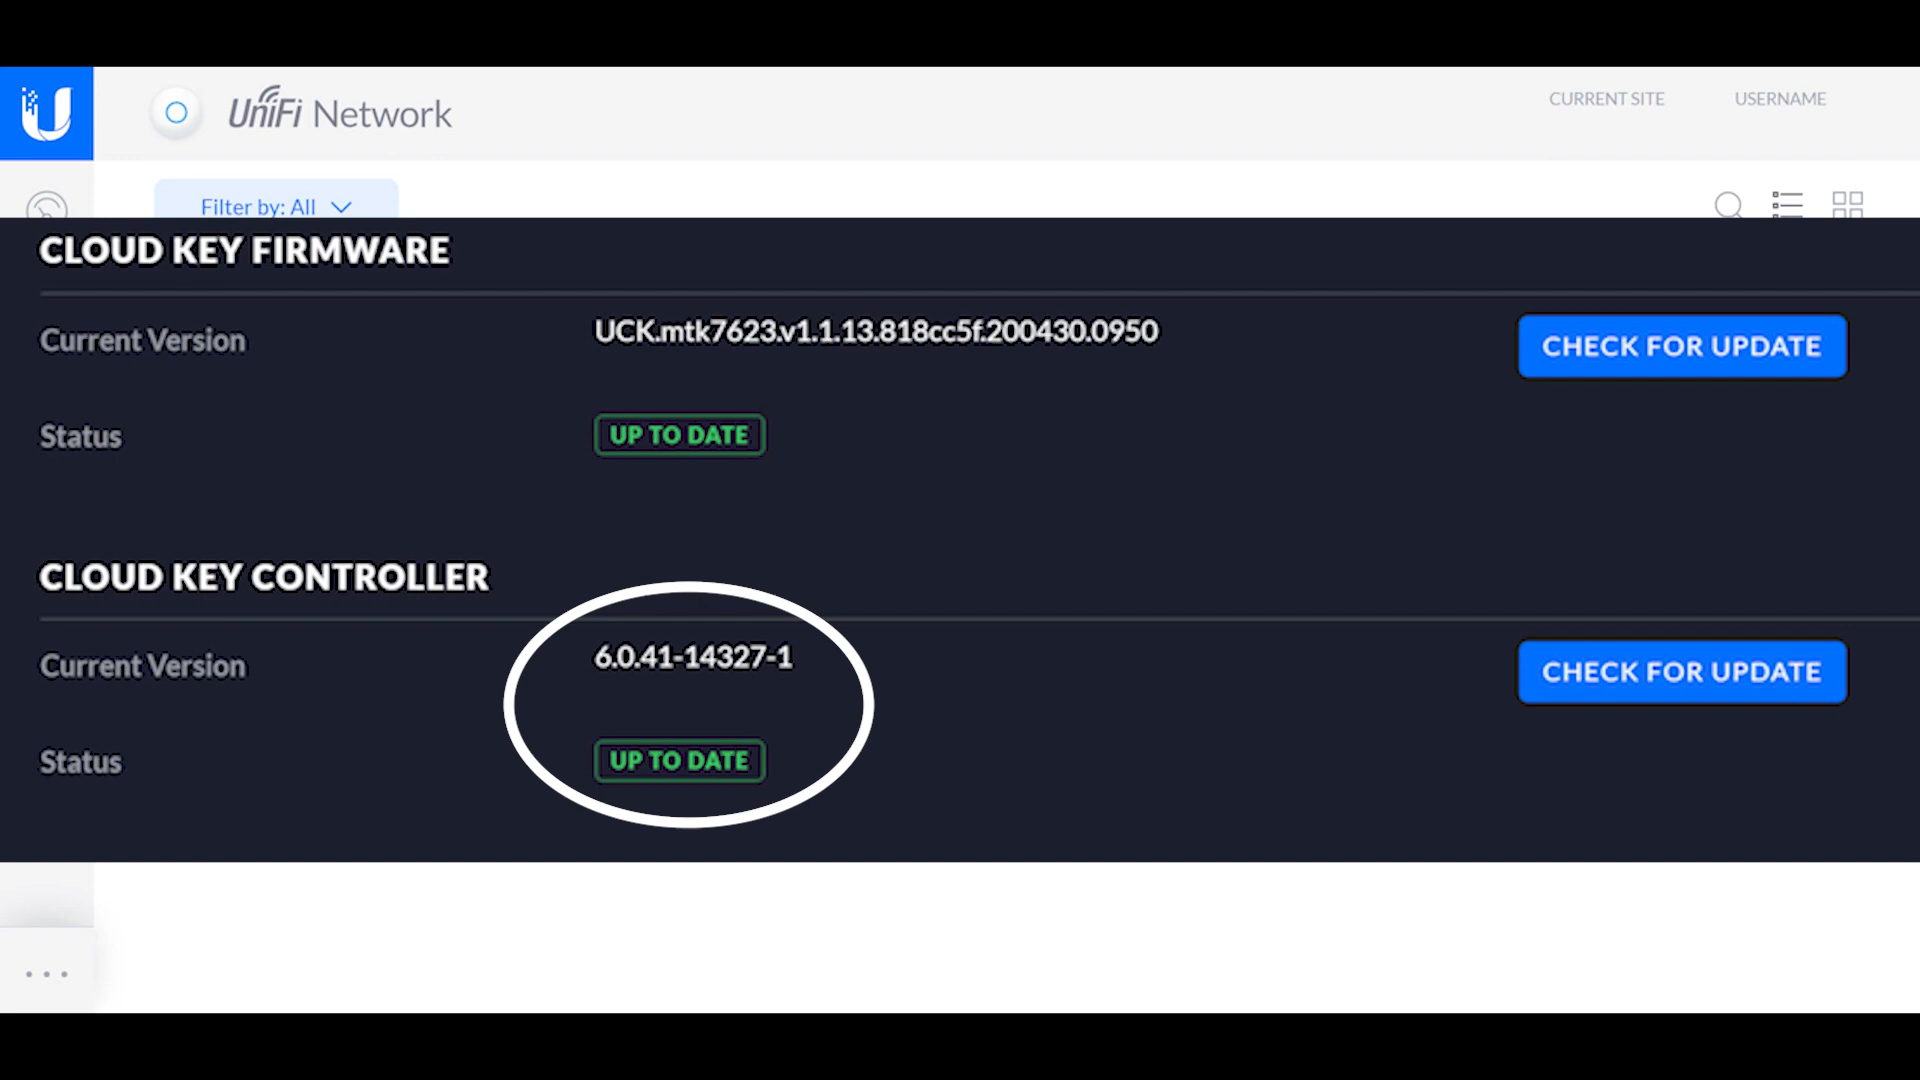 UniFi Network
CURRENT SITE
USERNAME
Filter by: All
CLOUD KEY FIRMWARE
Current Version
UCK.mtk7623.v1.1.13.818cc5f.200430.0950
CHECK FOR UPDATE
Status
UP TO DATE
CLOUD KEY CONTROLLER
Current Version
6.0.41-14327-1
CHECK FOR UPDATE
Status
UP TO DATE